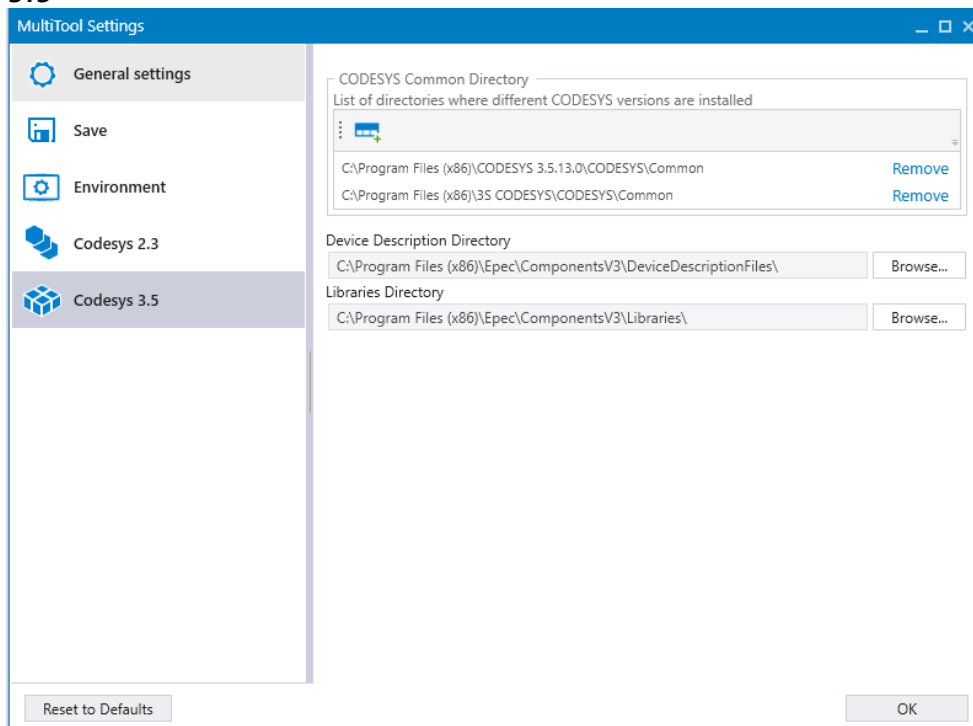 MultiTool Settings
General settings
Save
Environment
Codesys 2.3
Codesys 3.5
CODESYS Common Directory
List of directories where different CODESYS versions are installed
C:\Program Files (x86)\CODESYS 3.5.13.0\CODESYS\Common Remove
C:\Program Files (x86)\3S CODESYS\CODESYS\Common Remove
Device Description Directory
C:\Program Files (x86)\Epec\ComponentsV3\DeviceDescriptionFiles\ Browse...
Libraries Directory
C:\Program Files (x86)\Epec\ComponentsV3\Libraries\ Browse...
Reset to Defaults OK